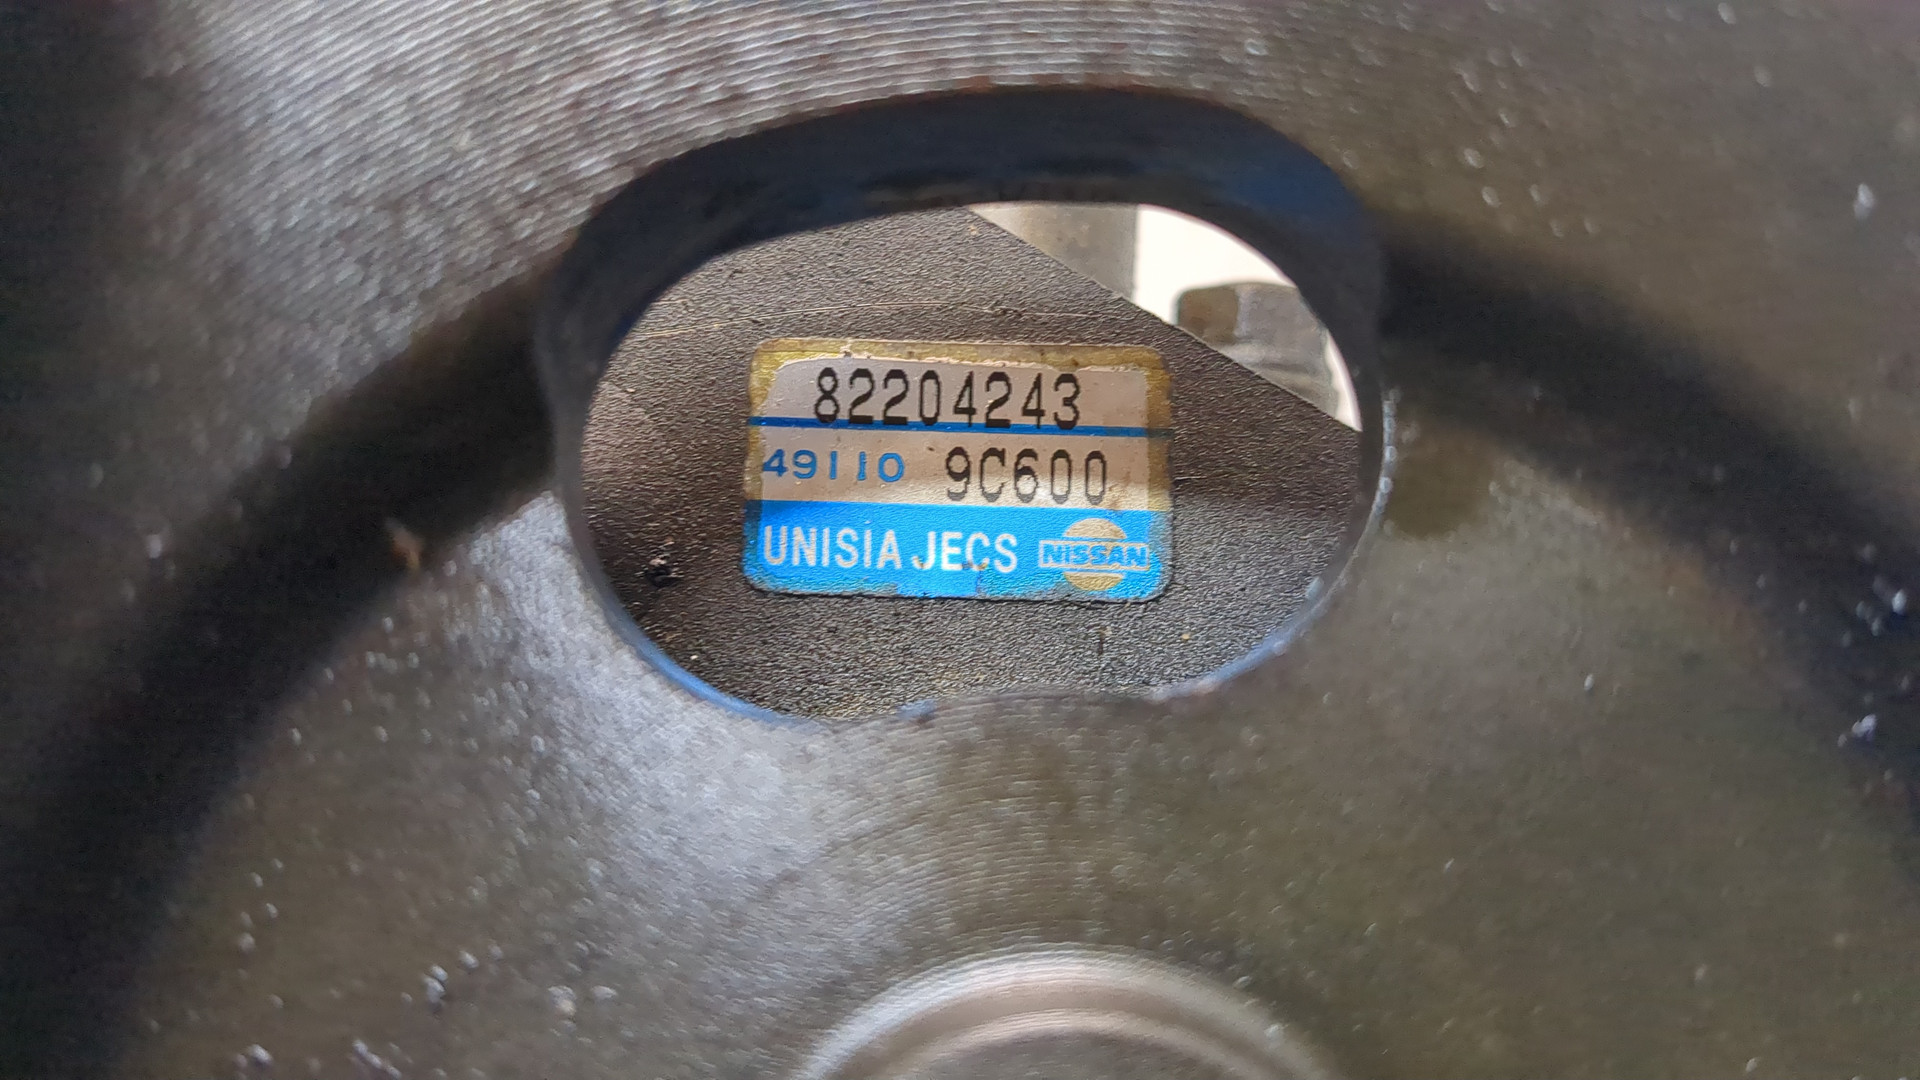 82204243
49110 9C600
UNISIA JECS NISSAN